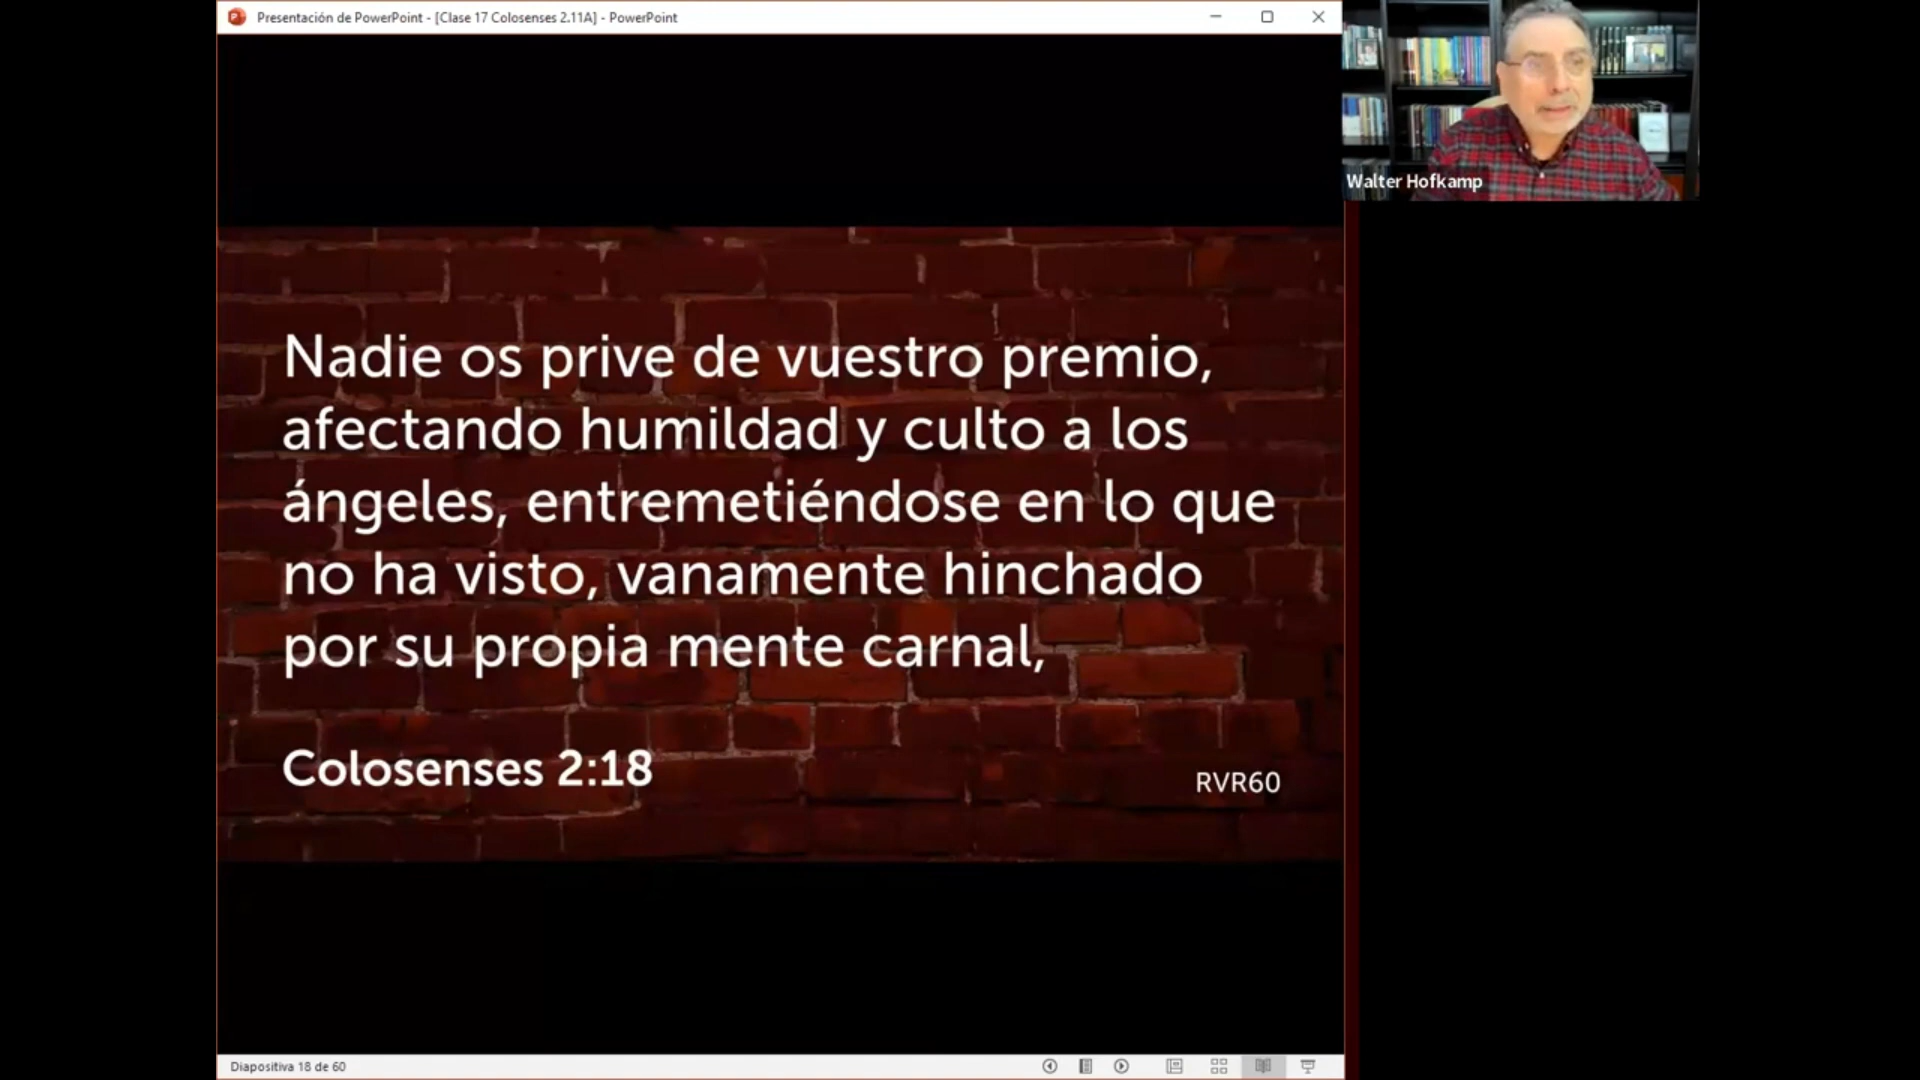 Presentación de PowerPoint - [Clase 17 Colosenses 2.11A] - PowerPoint
Walter Hofkamp
Nadie os prive de vuestro premio,
afectando humildad y culto a los
ángeles, entremetiéndose en lo que
no ha visto, vanamente hinchado
por su propia mente carnal,
Colosenses 2:18
RVR60
Diapositiva 18 de 60